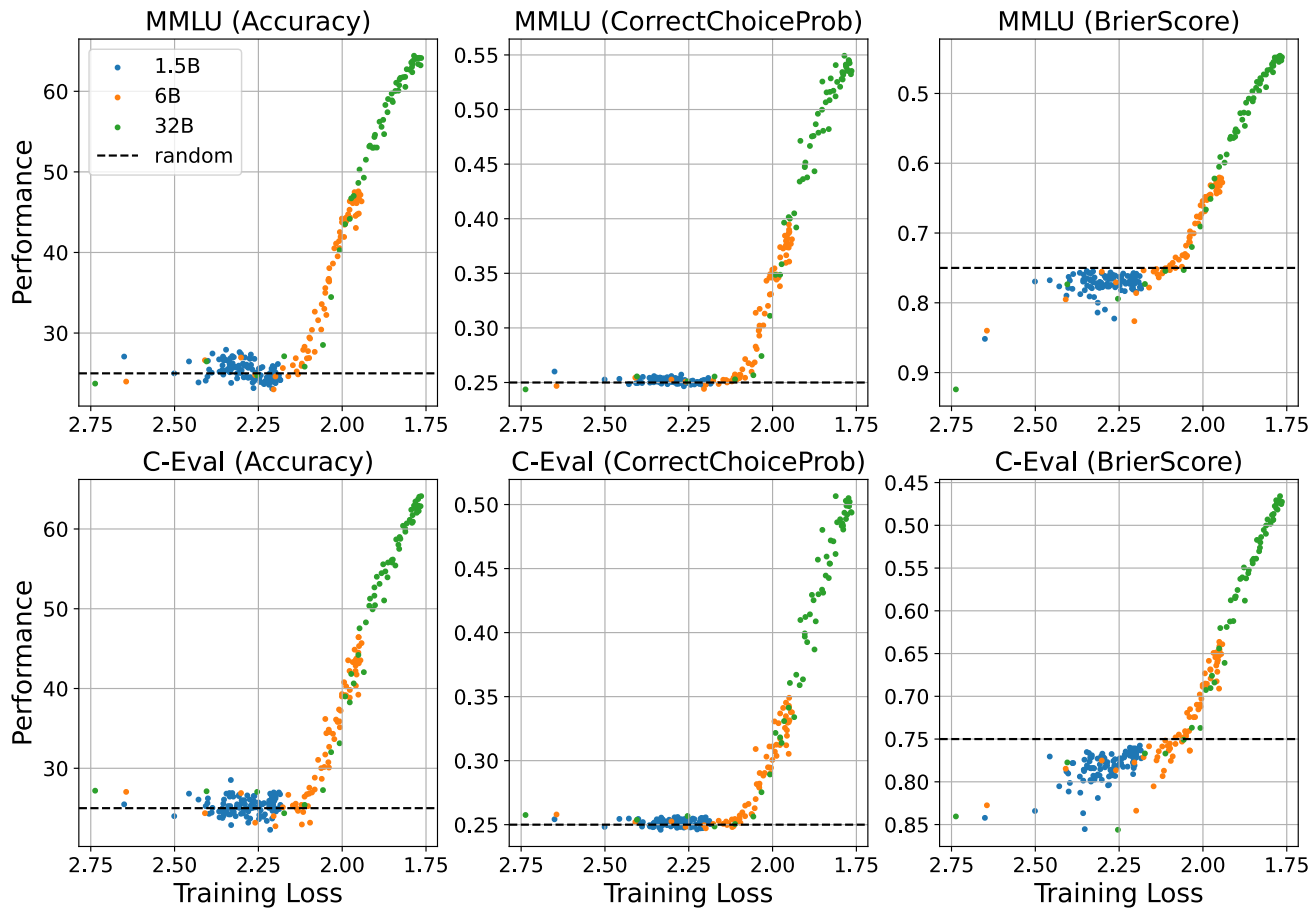 MMLU (Accuracy)
MMLU (CorrectChoiceProb)
MMLU (BrierScore)
1.5B
6B
32B
random
Performance
60
50
40
30
2.75 2.50 2.25 2.00 1.75
0.55
0.50
0.45
0.40
0.35
0.30
0.25
2.75 2.50 2.25 2.00 1.75
0.5
0.6
0.7
0.8
0.9
2.75 2.50 2.25 2.00 1.75
C-Eval (Accuracy)
C-Eval (CorrectChoiceProb)
C-Eval (BrierScore)
Performance
60
50
40
30
2.75 2.50 2.25 2.00 1.75
Training Loss
0.50
0.45
0.40
0.35
0.30
0.25
2.75 2.50 2.25 2.00 1.75
Training Loss
0.45
0.50
0.55
0.60
0.65
0.70
0.75
0.80
0.85
2.75 2.50 2.25 2.00 1.75
Training Loss